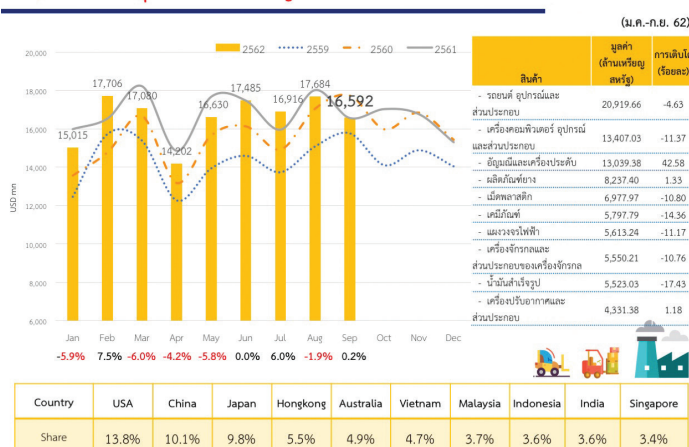 (ม.ค.-ก.ย. 62)
2562 2559 2560 2561
USD mn
20,000
18,000
16,000
14,000
12,000
10,000
8,000
6,000
15,015
17,706
17,080
14,202
16,630
17,485
16,916
17,684
16,592
Jan Feb Mar Apr May Jun Jul Aug Sep Oct Nov Dec
-5.9% 7.5% -6.0% -4.2% -5.8% 0.0% 6.0% -1.9% 0.2%
สินค้า
มูลค่า
(ล้านเหรียญ
สหรัฐ)
การเติบโต
(ร้อยละ)
- รถยนต์ อุปกรณ์และ
ส่วนประกอบ
20,919.66 -4.63
- เครื่องคอมพิวเตอร์ อุปกรณ์
และส่วนประกอบ
13,407.03 -11.37
- อัญมณีและเครื่องประดับ 13,039.38 42.58
- ผลิตภัณฑ์ยาง 8,237.40 1.33
- เม็ดพลาสติก 6,977.97 -10.80
- เคมีภัณฑ์ 5,797.79 -14.36
- แผงวงจรไฟฟ้า 5,613.24 -11.17
- เครื่องจักรกลและ
ส่วนประกอบของเครื่องจักรกล
5,550.21 -10.76
- น้ำมันสำเร็จรูป 5,523.03 -17.43
- เครื่องปรับอากาศและ
ส่วนประกอบ
4,331.38 1.18
Country USA China Japan Hongkong Australia Vietnam Malaysia Indonesia India Singapore
Share 13.8% 10.1% 9.8% 5.5% 4.9% 4.7% 3.7% 3.6% 3.6% 3.4%